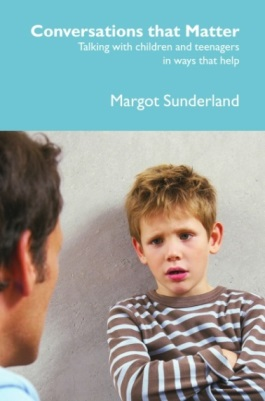 Conversations that Matter
Talking with children and teenagers
in ways that help
Margot Sunderland